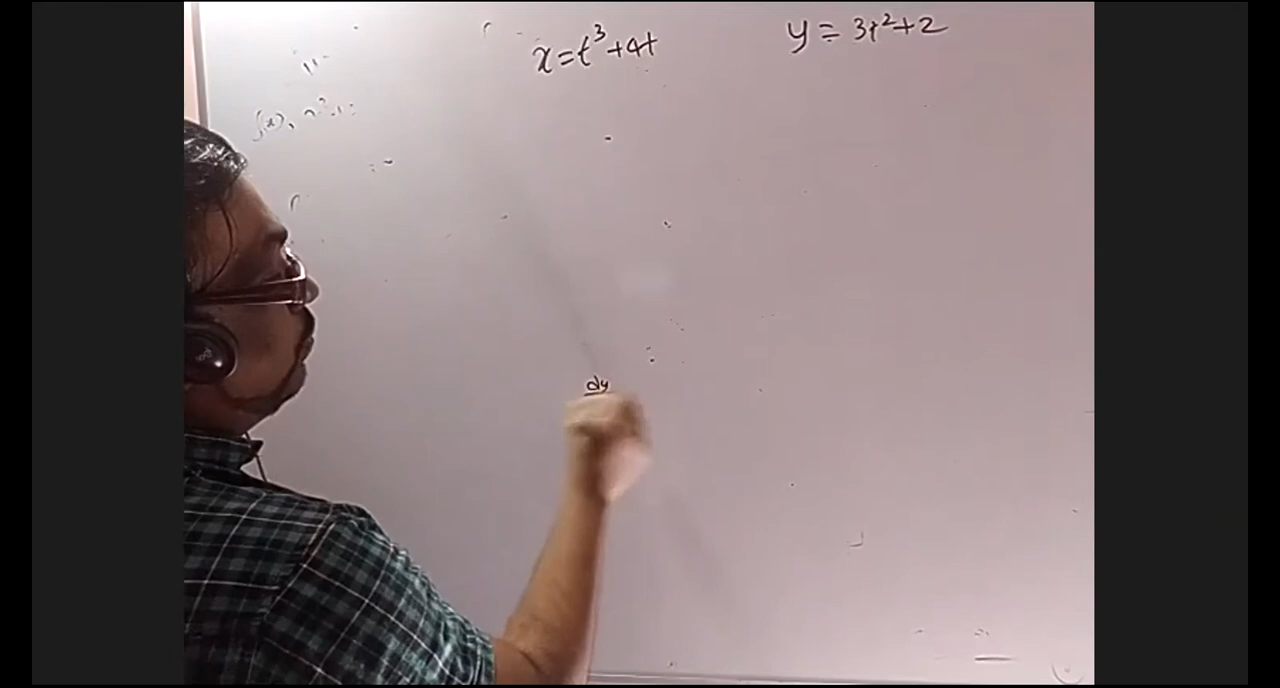 x=t³+4t
y=3t²+2
f(x),
dy